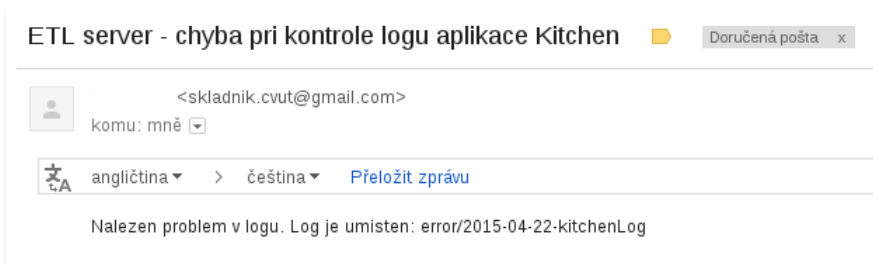 ETL server - chyba pri kontrole logu aplikace Kitchen Doručená pošta x
<skladnik.cvut@gmail.com>
komu: mně
angličtina > čeština Přeložit zprávu
Nalezen problem v logu. Log je umisten: error/2015-04-22-kitchenLog